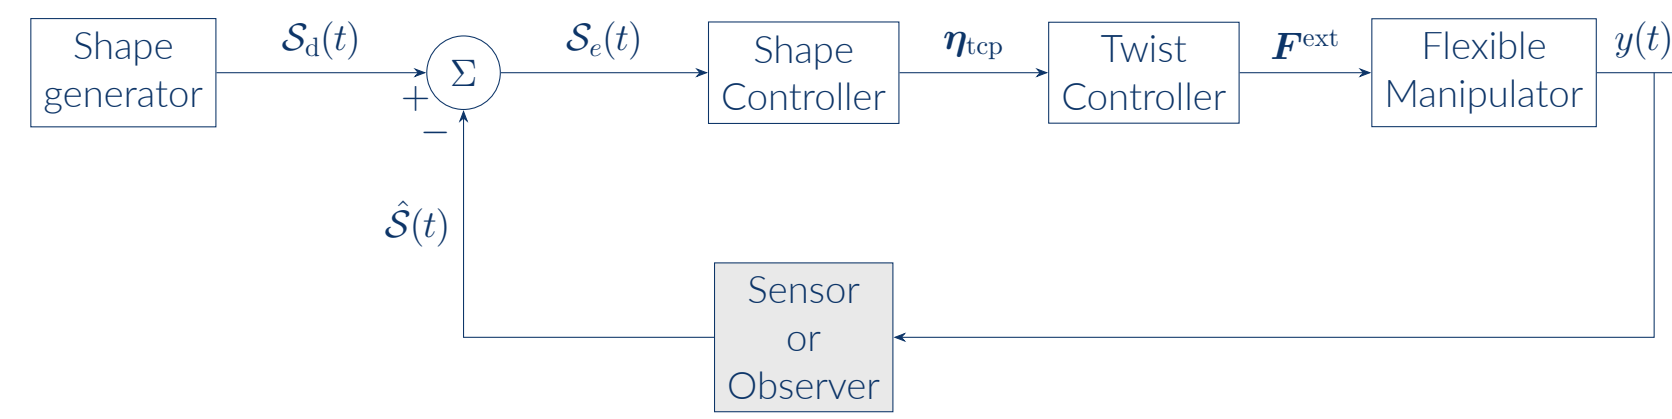 Shape
generator
𝒮d(t)
Σ
+
−
𝒮e(t)
Shape
Controller
ηtcp
Twist
Controller
Fext
Flexible
Manipulator
y(t)
𝒮̂(t)
Sensor
or
Observer